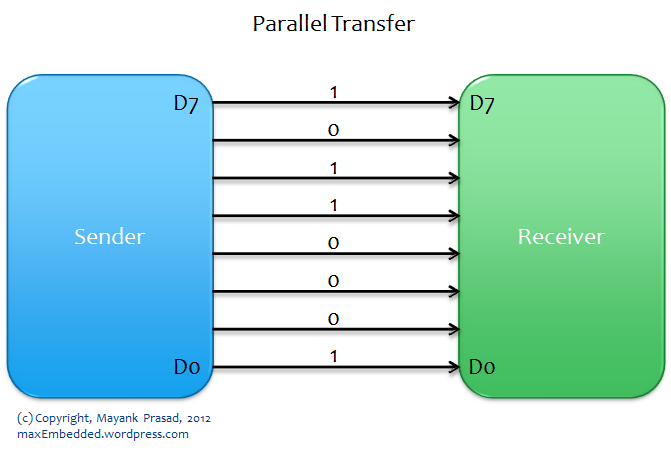 Parallel Transfer
D7 1 D7
0
1
1
Sender Receiver
0
0
0
D0 1 D0
(c) Copyright, Mayank Prasad, 2012
maxEmbedded.wordpress.com